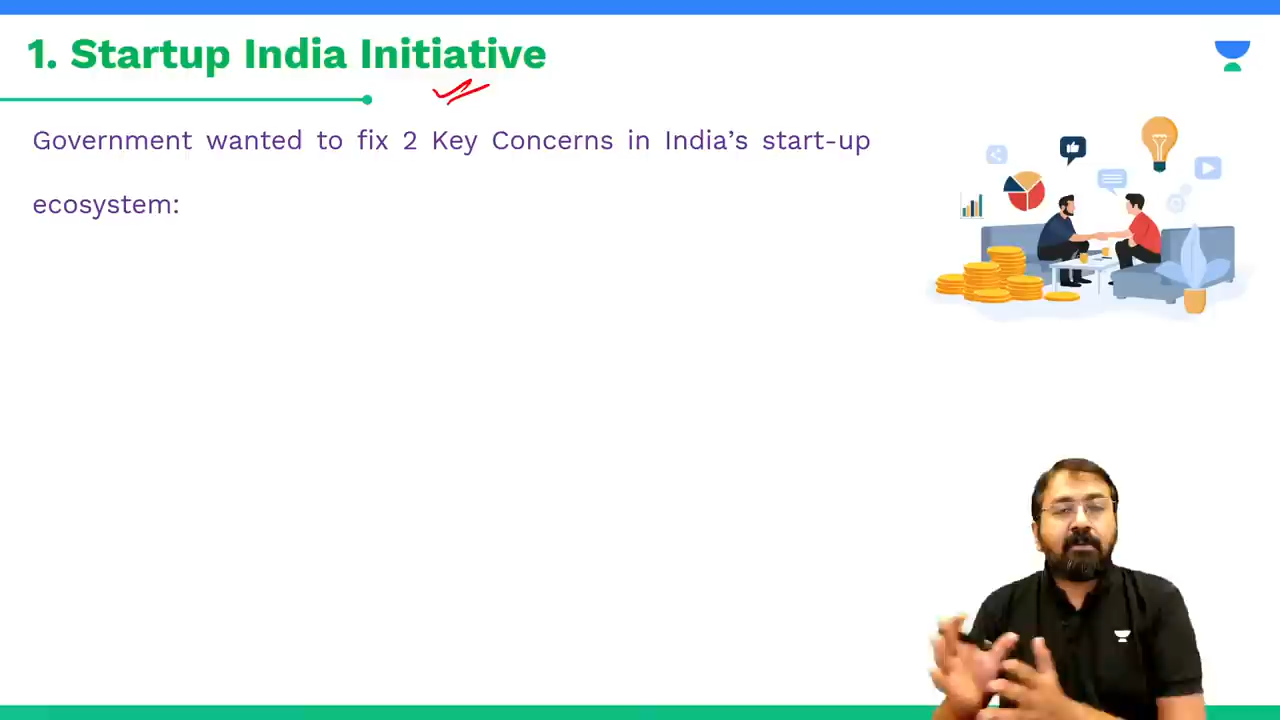 1. Startup India Initiative
Government wanted to fix 2 Key Concerns in India’s start-up
ecosystem: